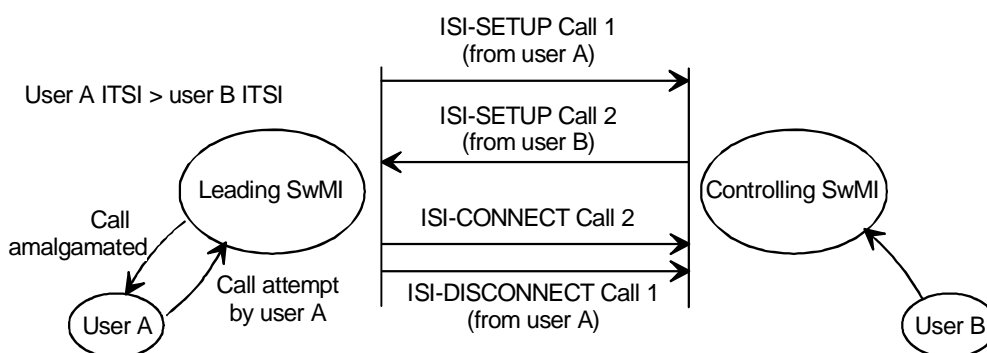 ISI-SETUP Call 1
(from user A)
User A ITSI > user B ITSI
ISI-SETUP Call 2
(from user B)
Leading SwMI
Controlling SwMI
Call
amalgamated
ISI-CONNECT Call 2
Call attempt
by user A
ISI-DISCONNECT Call 1
(from user A)
User A
User B